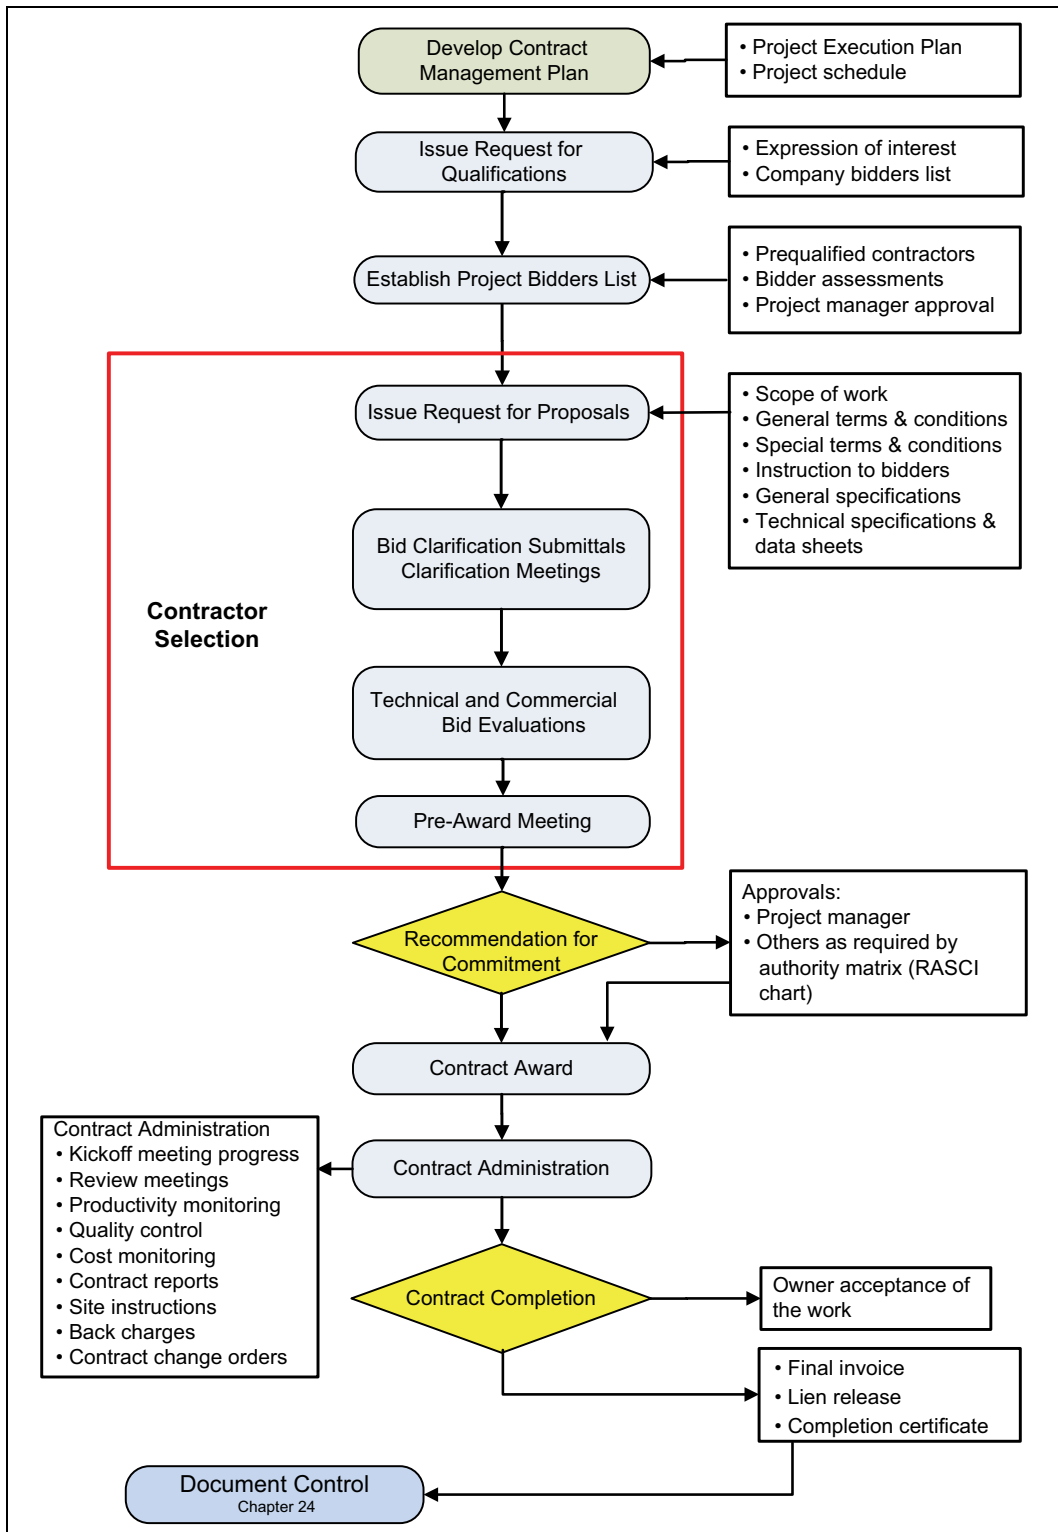 Develop Contract
Management Plan
• Project Execution Plan
• Project schedule
Issue Request for
Qualifications
• Expression of interest
• Company bidders list
Establish Project Bidders List
• Prequalified contractors
• Bidder assessments
• Project manager approval
Issue Request for Proposals
• Scope of work
• General terms & conditions
• Special terms & conditions
• Instruction to bidders
• General specifications
• Technical specifications &
data sheets
Bid Clarification Submittals
Clarification Meetings
Contractor
Selection
Technical and Commercial
Bid Evaluations
Pre-Award Meeting
Recommendation for
Commitment
Approvals:
• Project manager
• Others as required by
authority matrix (RASCI
chart)
Contract Award
Contract Administration
Contract Administration
• Kickoff meeting progress
• Review meetings
• Productivity monitoring
• Quality control
• Cost monitoring
• Contract reports
• Site instructions
• Back charges
• Contract change orders
Contract Completion
Owner acceptance of
the work
• Final invoice
• Lien release
• Completion certificate
Document Control
Chapter 24